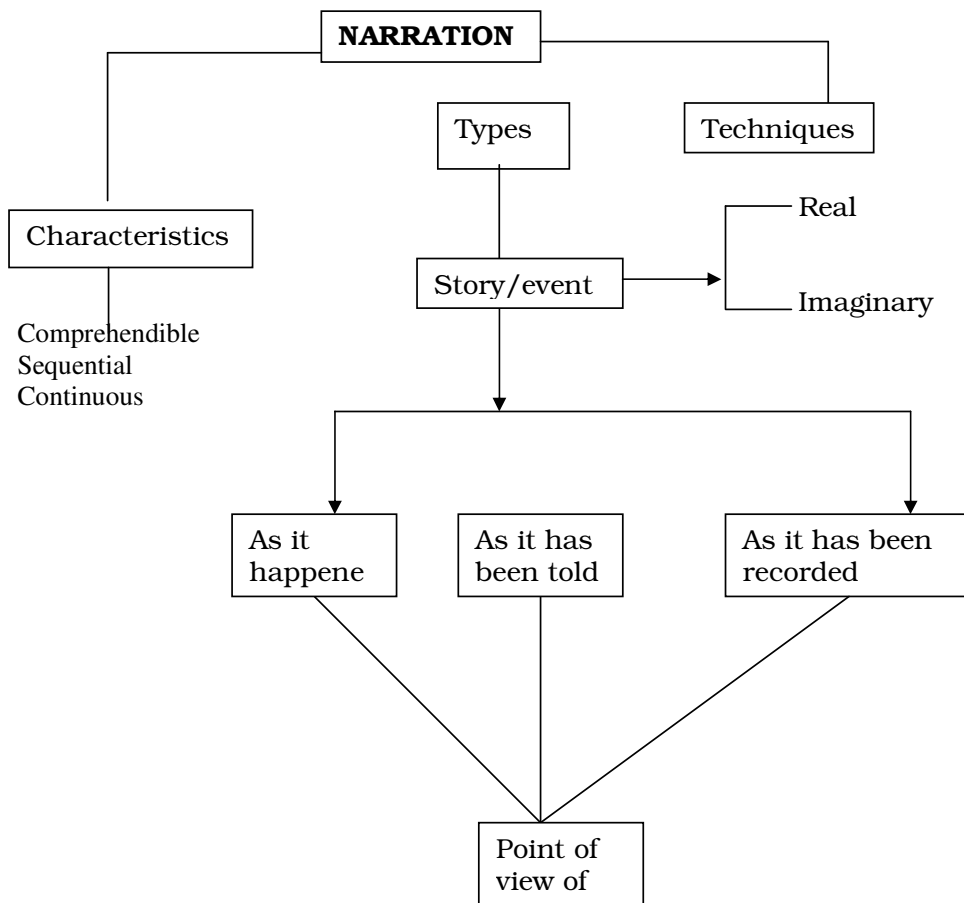 NARRATION
Types
Techniques
Characteristics
Real
Story/event
Imaginary
Comprehendible
Sequential
Continuous
As it
happene
As it has
been told
As it has been
recorded
Point of
view of